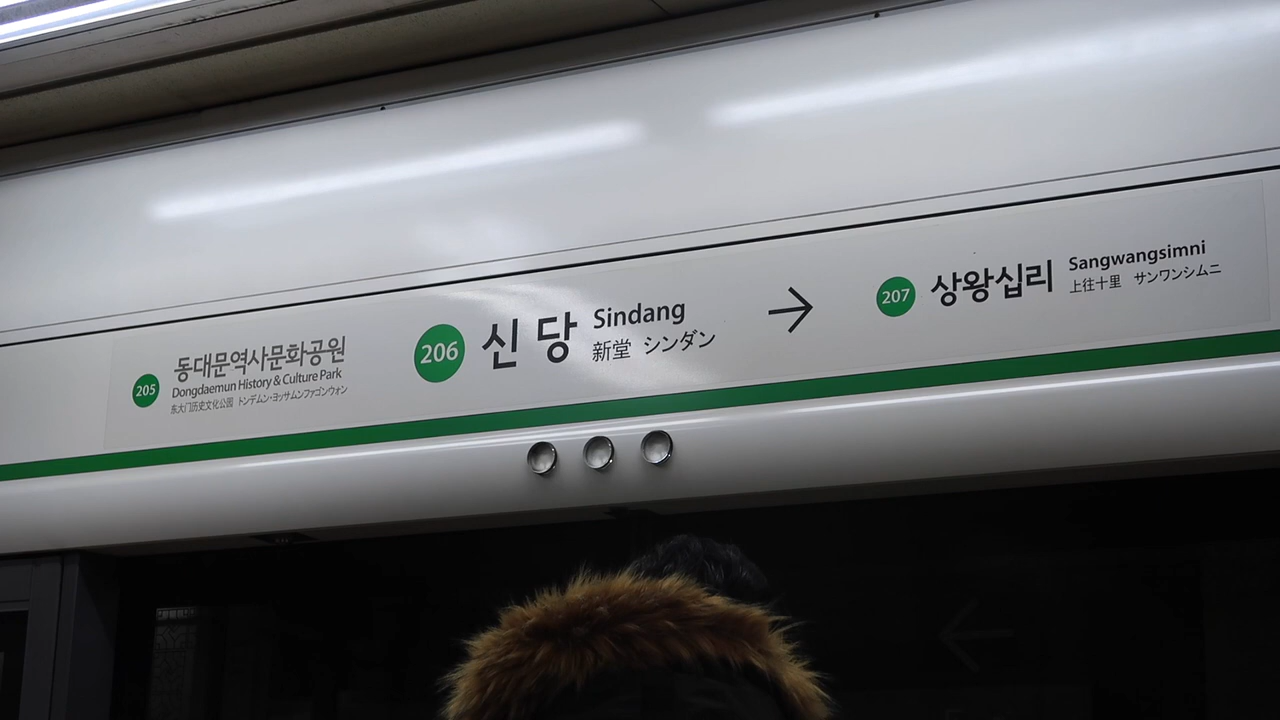 205
동대문역사문화공원
Dongdaemun History & Culture Park
东大门历史文化公园 トンデムン・ヨッサムンファゴンウォン
206
신당
Sindang
新堂 シンダン
→
207
상왕십리
Sangwangsimni
上往十里 サンワンシムニ